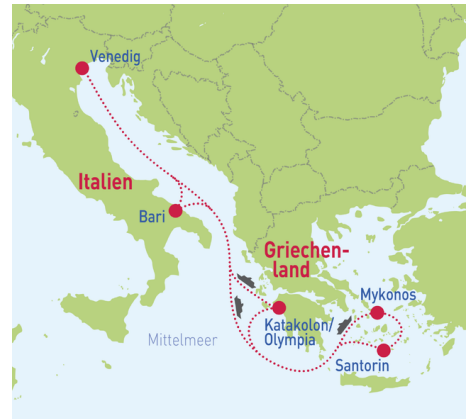 Venedig
Italien
Bari
Griechen-
land
Mykonos
Katakolon/
Olympia
Mittelmeer
Santorin